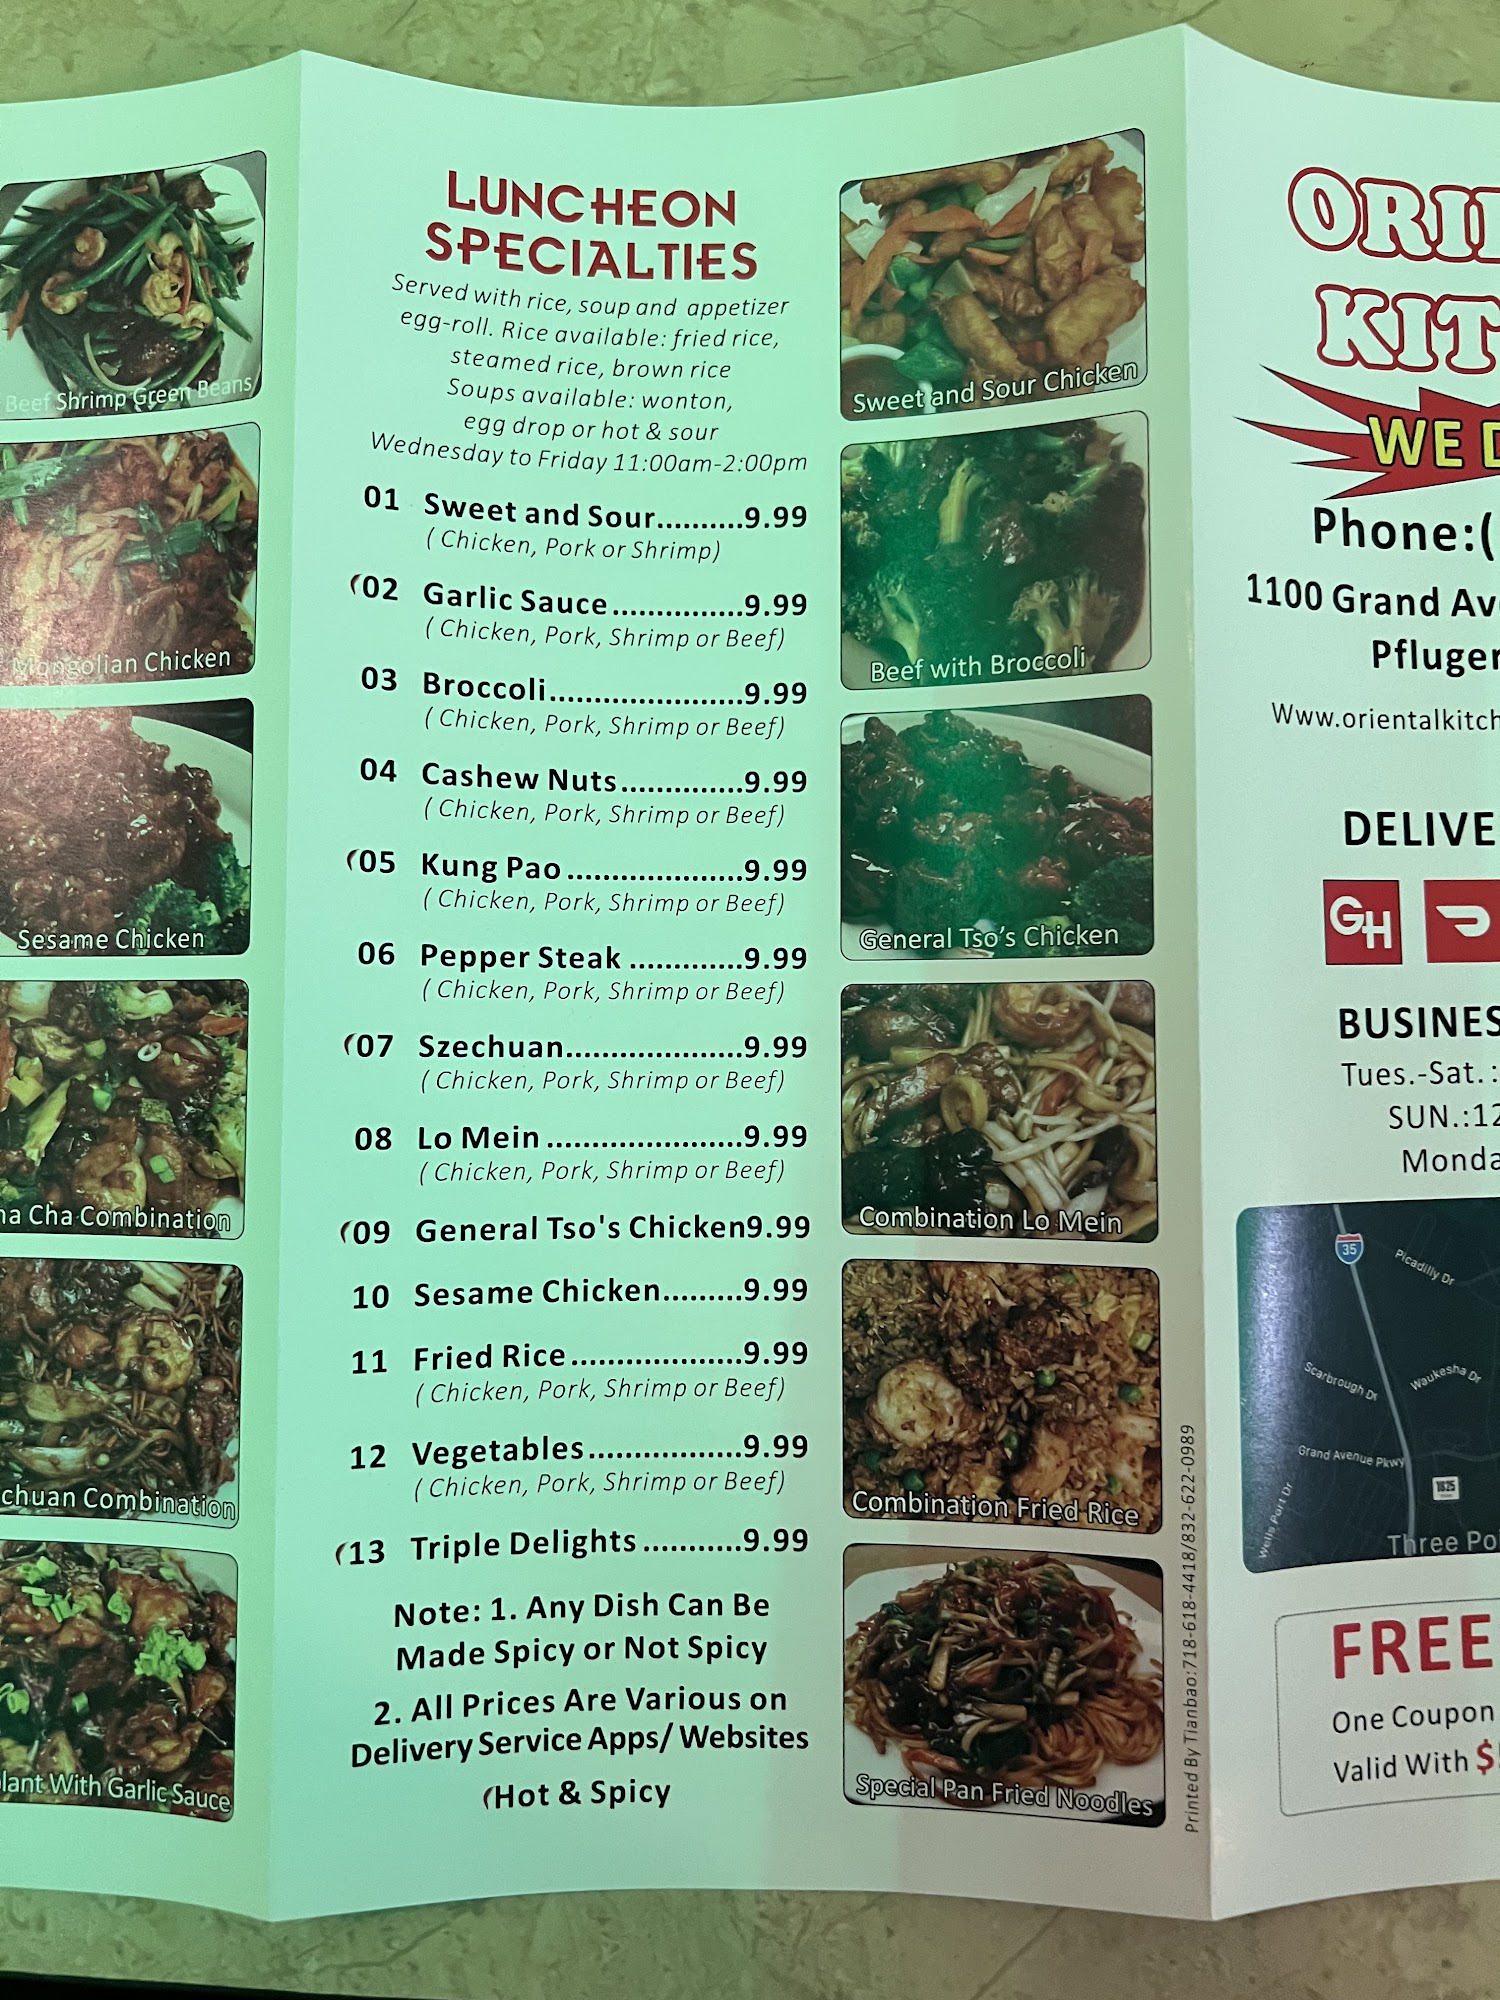 Beef Shrimp Green Beans
Mongolian Chicken
Sesame Chicken
Cha Combination
Combination
With Garlic Sauce
LUNCHEON
SPECIALTIES
Served with rice, soup and appetizer
egg-roll. Rice available: fried rice,
steamed rice, brown rice
Soups available: wonton,
egg drop or hot & sour
Wednesday to Friday 11:00am-2:00pm
01 Sweet and Sour..........9.99
( Chicken, Pork or Shrimp)
02 Garlic Sauce...............9.99
( Chicken, Pork, Shrimp or Beef)
03 Broccoli......................9.99
( Chicken, Pork, Shrimp or Beef)
04 Cashew Nuts..............9.99
( Chicken, Pork, Shrimp or Beef)
05 Kung Pao....................9.99
( Chicken, Pork, Shrimp or Beef)
06 Pepper Steak .............9.99
( Chicken, Pork, Shrimp or Beef)
07 Szechuan....................9.99
( Chicken, Pork, Shrimp or Beef)
08 Lo Mein ......................9.99
( Chicken, Pork, Shrimp or Beef)
09 General Tso's Chicken9.99
10 Sesame Chicken.........9.99
11 Fried Rice...................9.99
( Chicken, Pork, Shrimp or Beef)
12 Vegetables.................9.99
( Chicken, Pork, Shrimp or Beef)
13 Triple Delights ...........9.99
Note: 1. Any Dish Can Be
Made Spicy or Not Spicy
2. All Prices Are Various on
Delivery Service Apps/ Websites
Hot & Spicy
Sweet and Sour Chicken
Beef with Broccoli
General Tso's Chicken
Combination Lo Mein
Combination Fried Rice
Special Pan Fried Noodles
Printed By Tianbao:718-618-4418/832-622-0989
WE
Phone:(
1100 Grand
Www.orientalkitch
GH
Tues.-Sat. :
SUN.:12
35
Picadilly Dr
Scarbrough Dr
Waukesha Dr
Grand Avenue Pkwy
1825
Wells Port Dr
Three
FREE
One Coupon
Valid With $